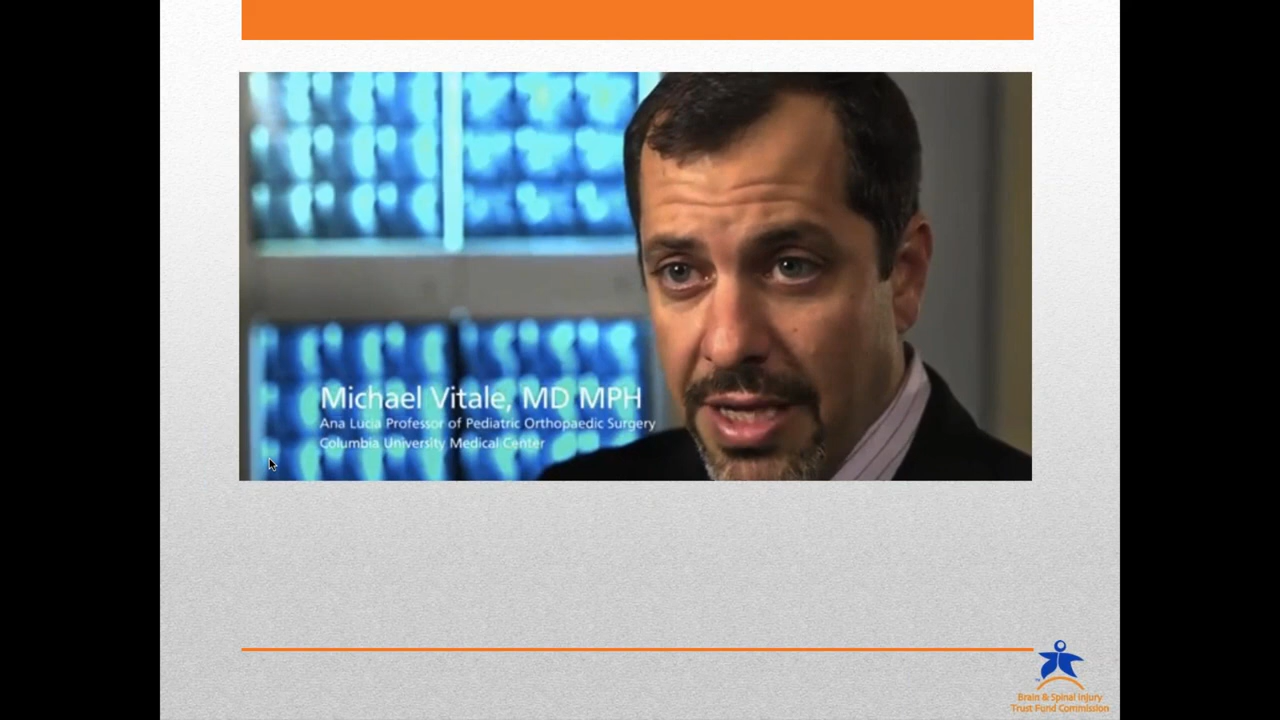 Michael Vitale, MD MPH
Ana Lucia Professor of Pediatric Orthopaedic Surgery
Columbia University Medical Center
Brain & Spinal Injury
Trust Fund Commission